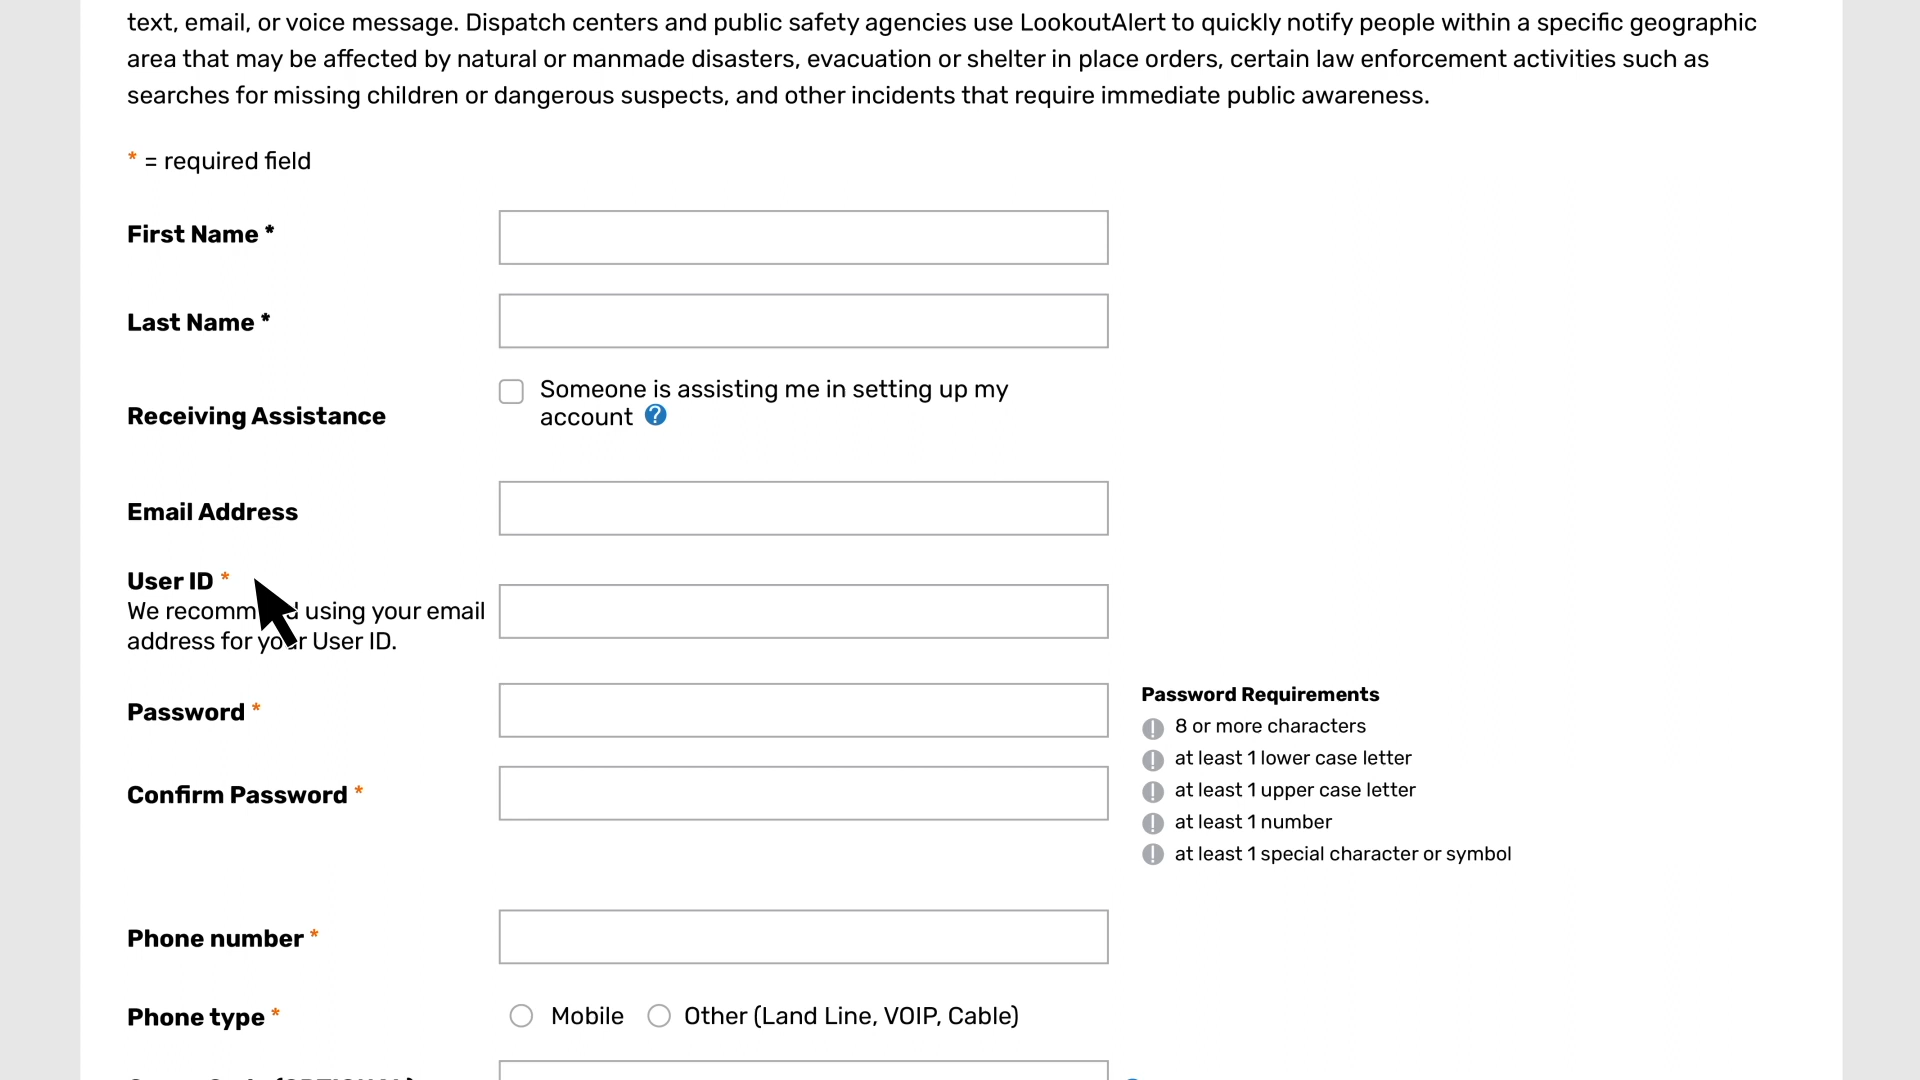 text, email, or voice message. Dispatch centers and public safety agencies use LookoutAlert to quickly notify people within a specific geographic
area that may be affected by natural or manmade disasters, evacuation or shelter in place orders, certain law enforcement activities such as
searches for missing children or dangerous suspects, and other incidents that require immediate public awareness.
* = required field
First Name *
Last Name *
Receiving Assistance
Someone is assisting me in setting up my
account ?
Email Address
User ID *
We recommend using your email
address for your User ID.
Password *
Confirm Password *
Password Requirements
! 8 or more characters
! at least 1 lower case letter
! at least 1 upper case letter
! at least 1 number
! at least 1 special character or symbol
Phone number *
Phone type *
Mobile
Other (Land Line, VOIP, Cable)